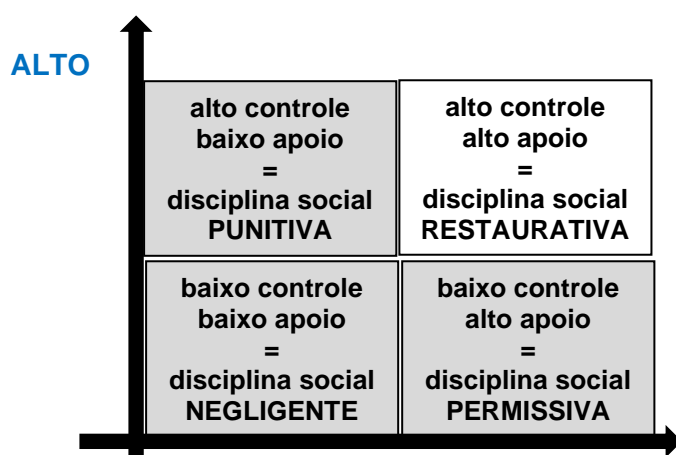 ALTO
alto controle
baixo apoio
=
disciplina social
PUNITIVA
alto controle
alto apoio
=
disciplina social
RESTAURATIVA
baixo controle
baixo apoio
=
disciplina social
NEGLIGENTE
baixo controle
alto apoio
=
disciplina social
PERMISSIVA